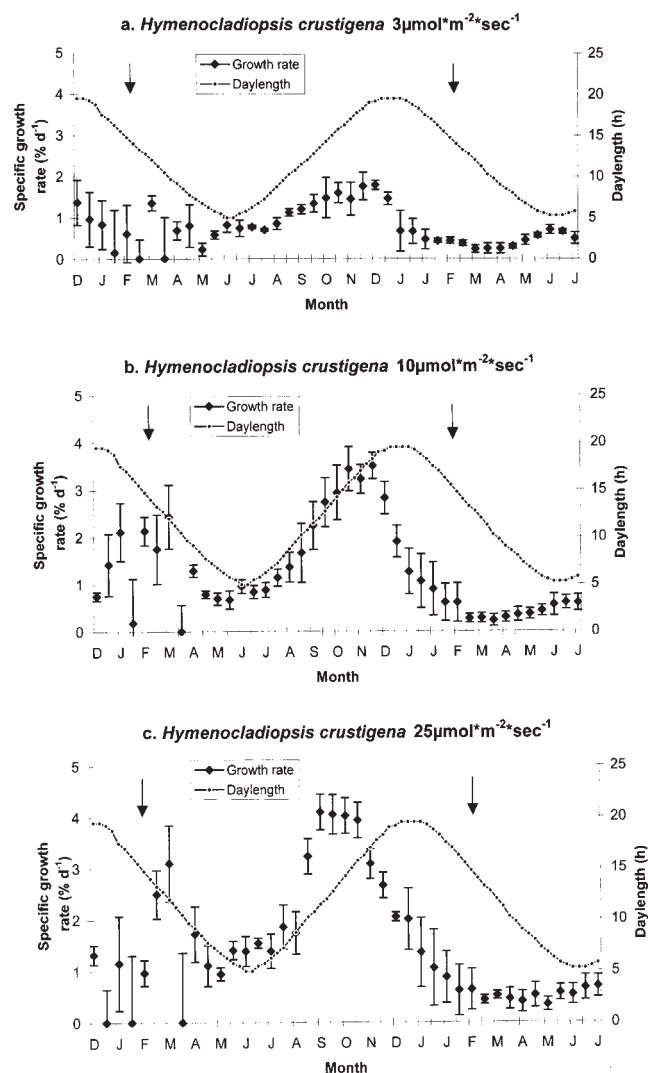 a. Hymenocladiopsis crustigena 3µmol*m-2*sec-1
Growth rate
Daylength
Specific growth
rate (% d-1)
5
4
3
2
1
0
25
20
15
10
5
0
Daylength (h)
D J F M A M J J A S O N D J F M A M J J
Month
b. Hymenocladiopsis crustigena 10µmol*m-2*sec-1
Growth rate
Daylength
Specific growth
rate (% d-1)
5
4
3
2
1
0
25
20
15
10
5
0
Daylength (h)
D J F M A M J J A S O N D J F M A M J J
Month
c. Hymenocladiopsis crustigena 25µmol*m-2*sec-1
Growth rate
Daylength
Specific growth
rate (% d-1)
5
4
3
2
1
0
25
20
15
10
5
0
Daylength (h)
D J F M A M J J A S O N D J F M A M J J
Month